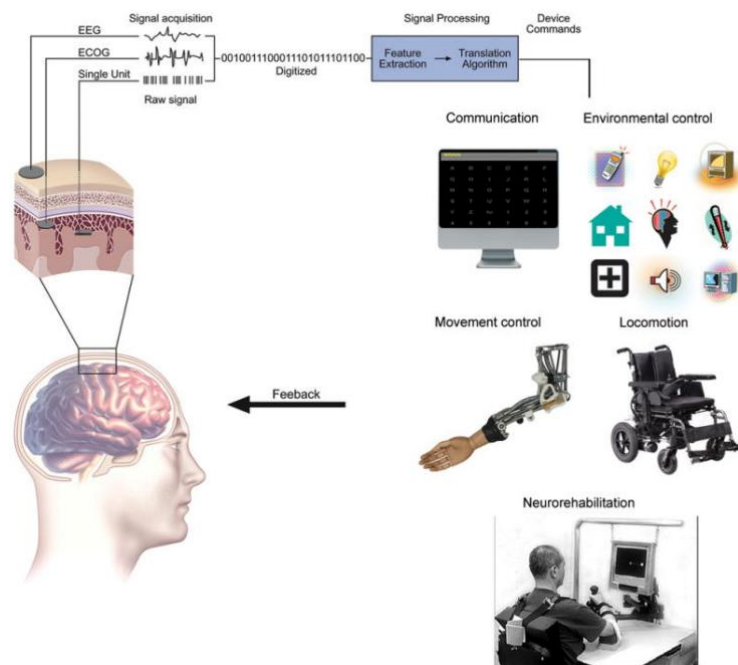 Signal acquisition
EEG
ECOG
Single Unit
Raw signal
001001110001110101110110
Digitized
Signal Processing
Feature
Extraction
Translation
Algorithm
Device
Commands
Communication
Environmental control
Movement control
Locomotion
Feeback
Neurorehabilitation